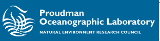 Proudman
Oceanographic Laboratory
NATURAL ENVIRONMENT RESEARCH COUNCIL